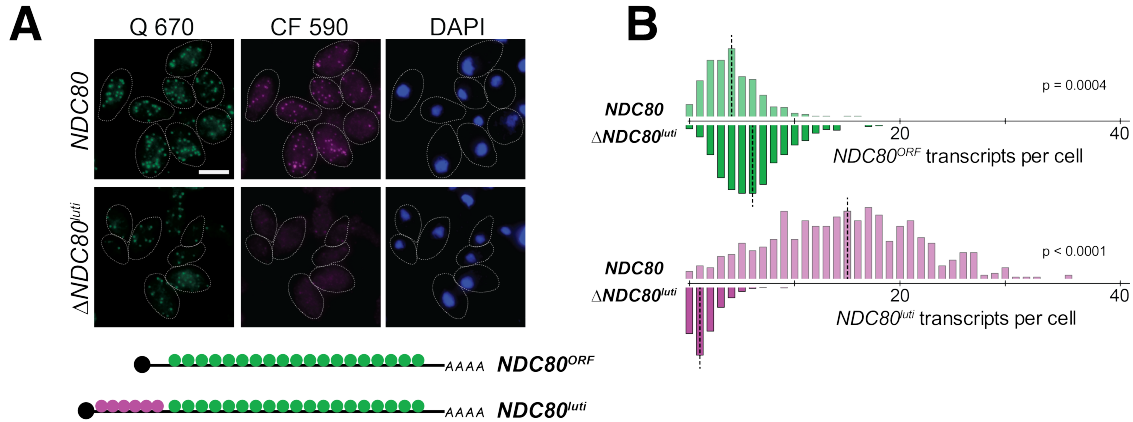 A
Q 670 CF 590 DAPI
NDC80
ΔNDC80luti
AAAA NDC80ORF
AAAA NDC80luti
B
p = 0.0004
NDC80
ΔNDC80luti
20 40
NDC80ORF transcripts per cell
p < 0.0001
NDC80
ΔNDC80luti
20 40
NDC80luti transcripts per cell